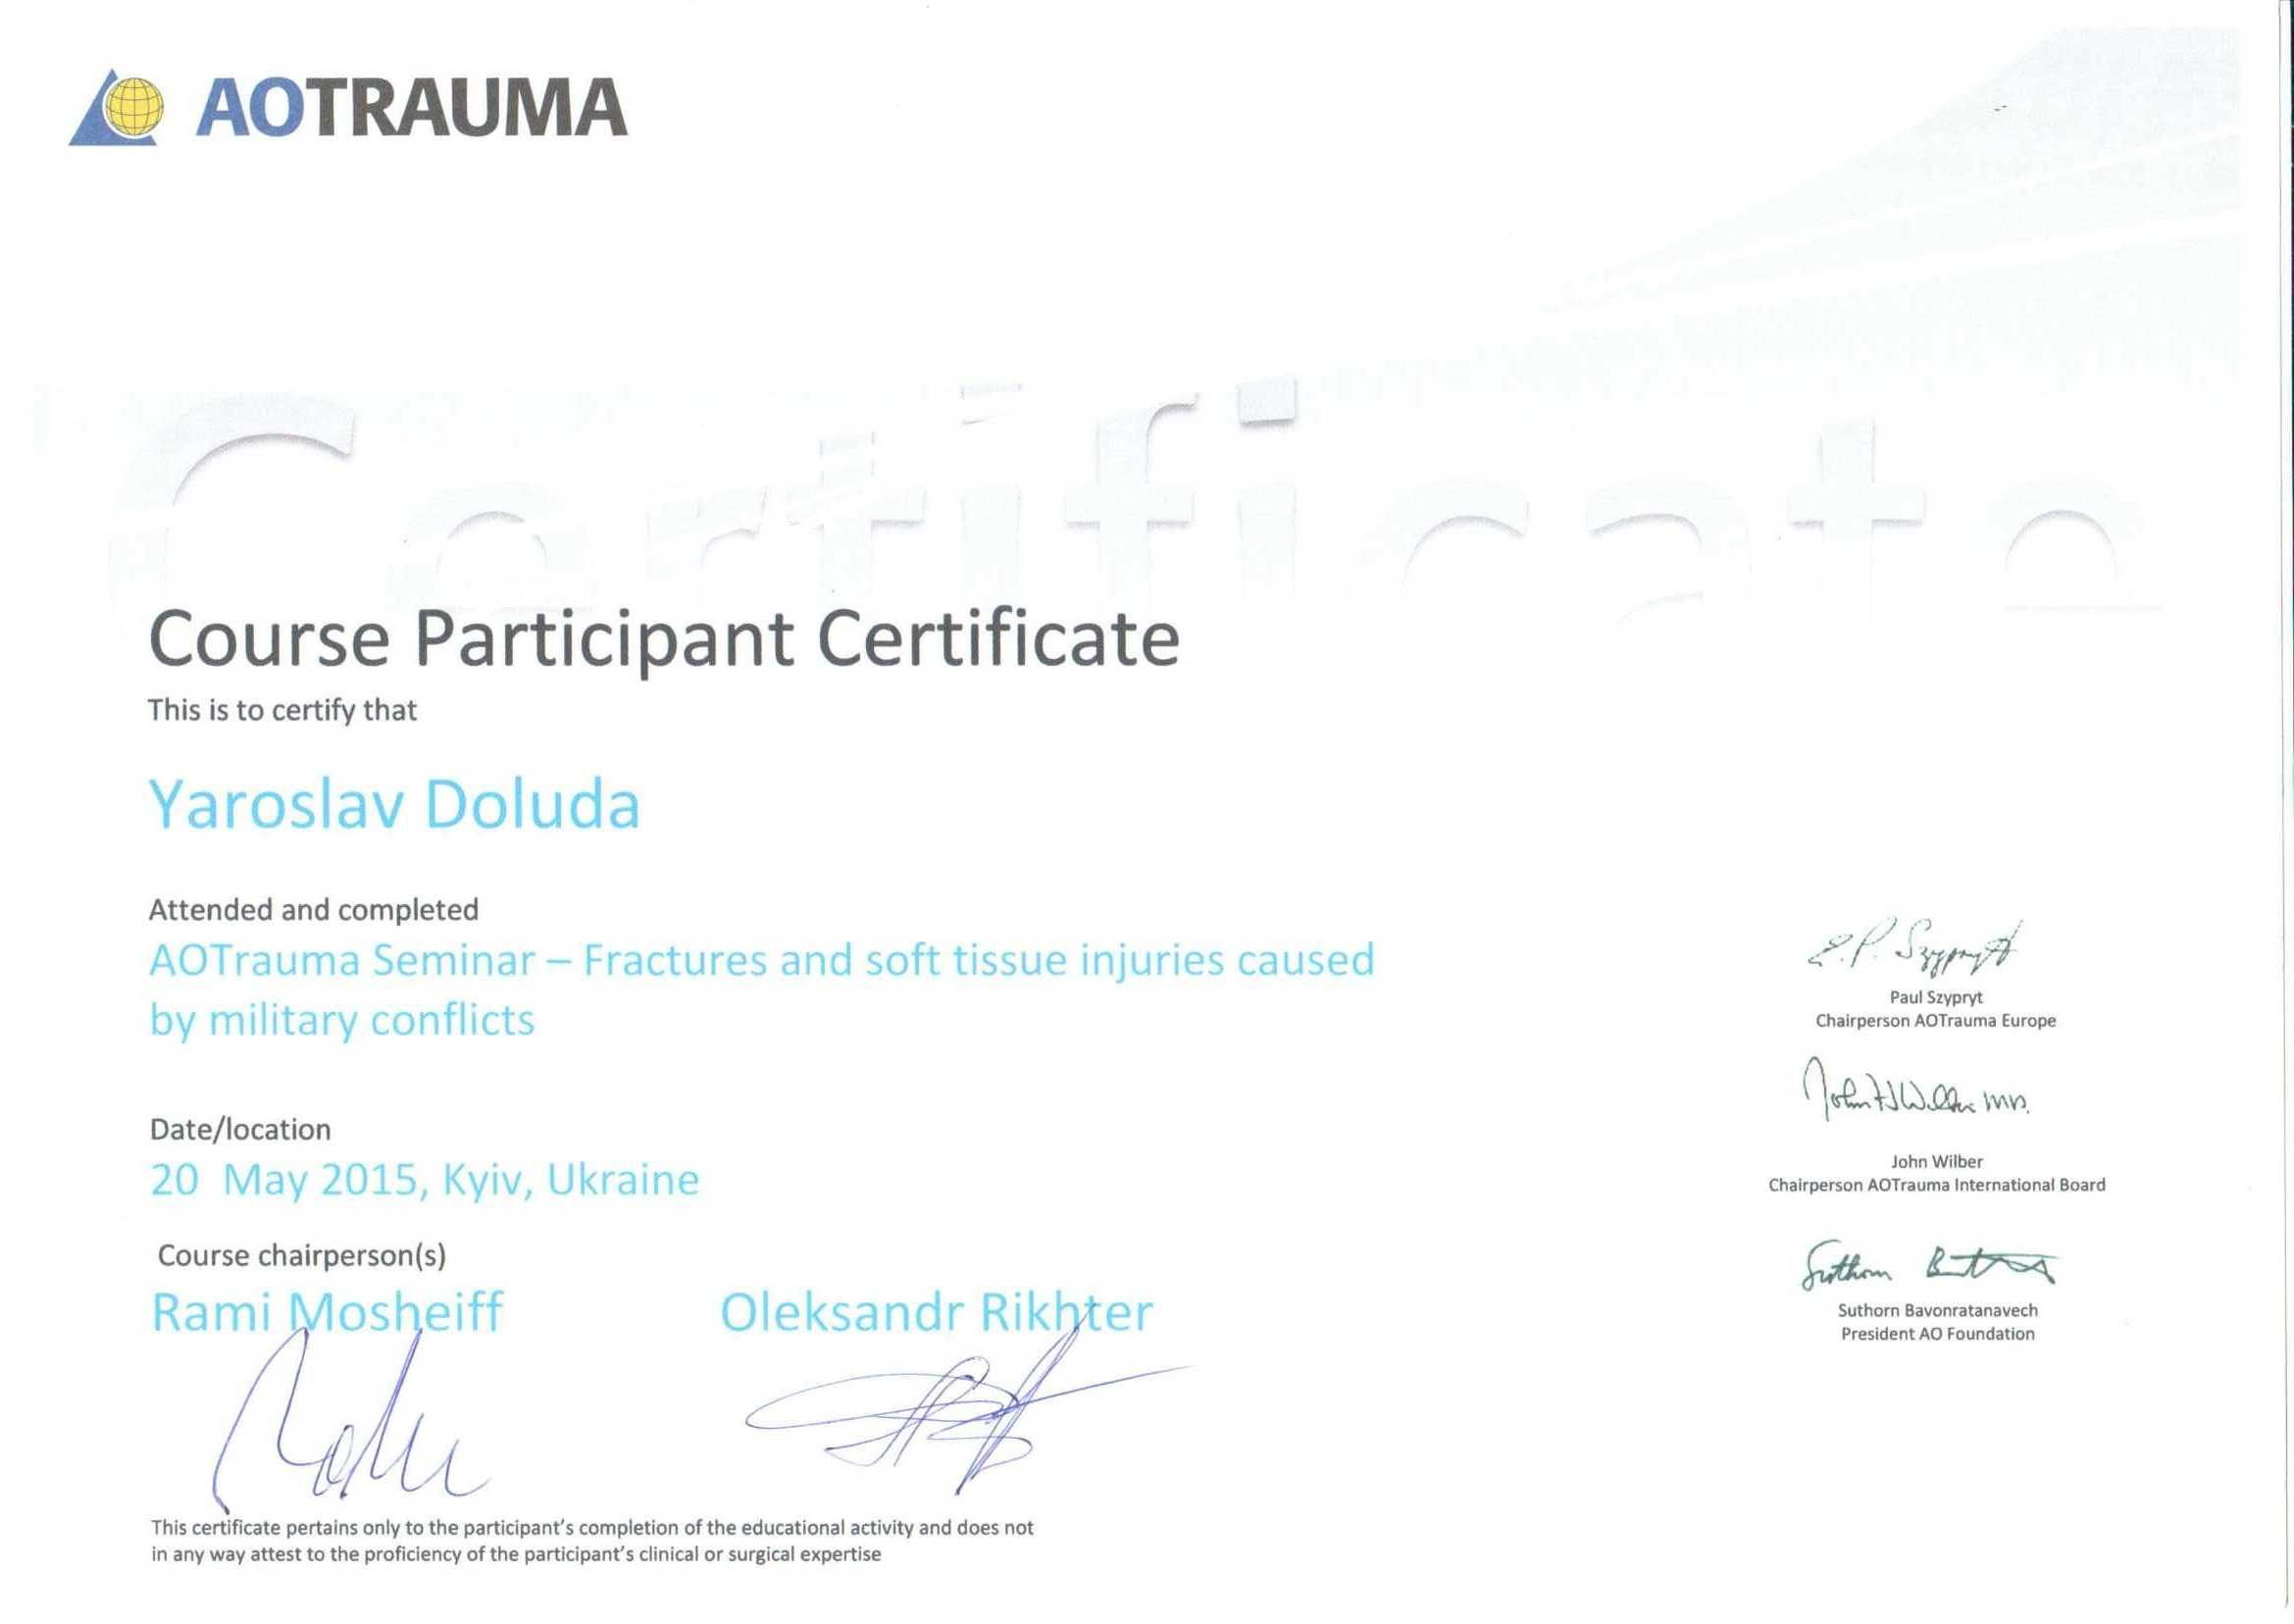 AOTRAUMA
Certificate
Course Participant Certificate
This is to certify that
Yaroslav Doluda
Attended and completed
AOTrauma Seminar – Fractures and soft tissue injuries caused
by military conflicts
Date/location
20 May 2015, Kyiv, Ukraine
Course chairperson(s)
Rami Mosheiff Oleksandr Rikhter
This certificate pertains only to the participant's completion of the educational activity and does not
in any way attest to the proficiency of the participant's clinical or surgical expertise
E.P. Szypryt
Paul Szypryt
Chairperson AOTrauma Europe
John Wilber
Chairperson AOTrauma International Board
Suthorn
Suthorn Bavonratanavech
President AO Foundation